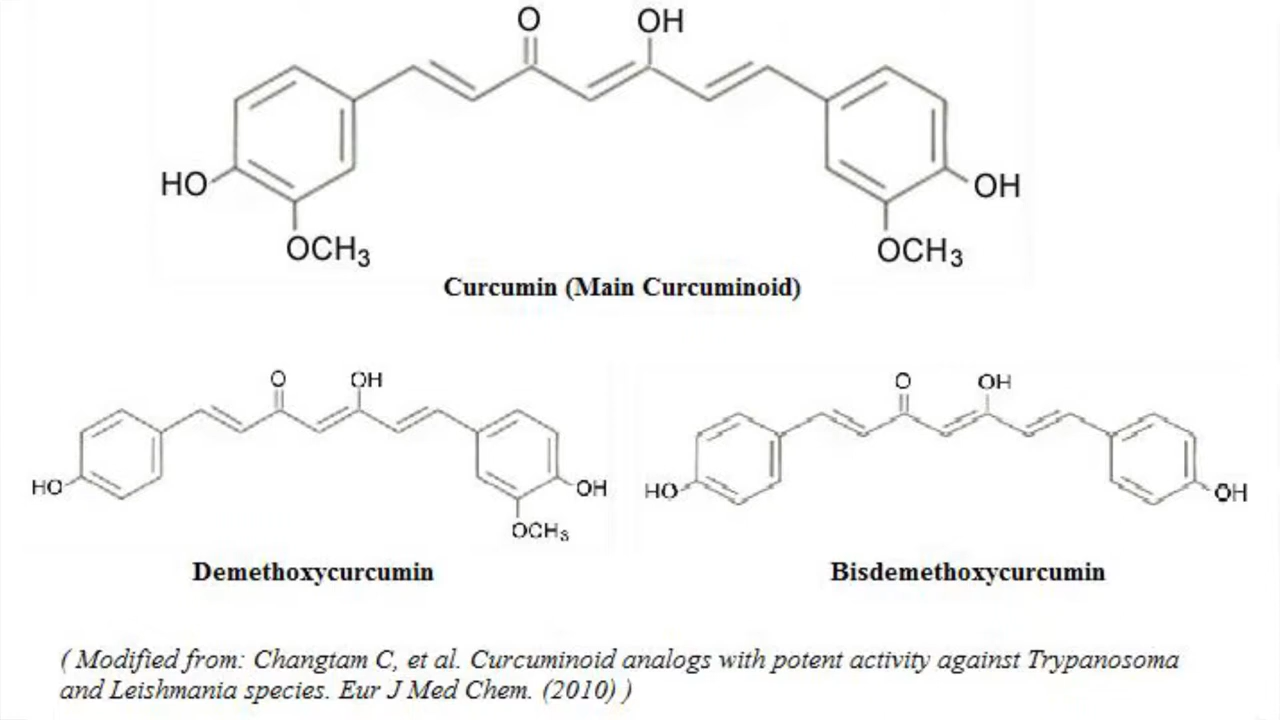 O OH
HO OH
OCH3 OCH3
Curcumin (Main Curcuminoid)
O OH
HO OH
OCH3
Demethoxycurcumin
O OH
HO OH
Bisdemethoxycurcumin
( Modified from: Changtam C, et al. Curcuminoid analogs with potent activity against Trypanosoma
and Leishmania species. Eur J Med Chem. (2010) )